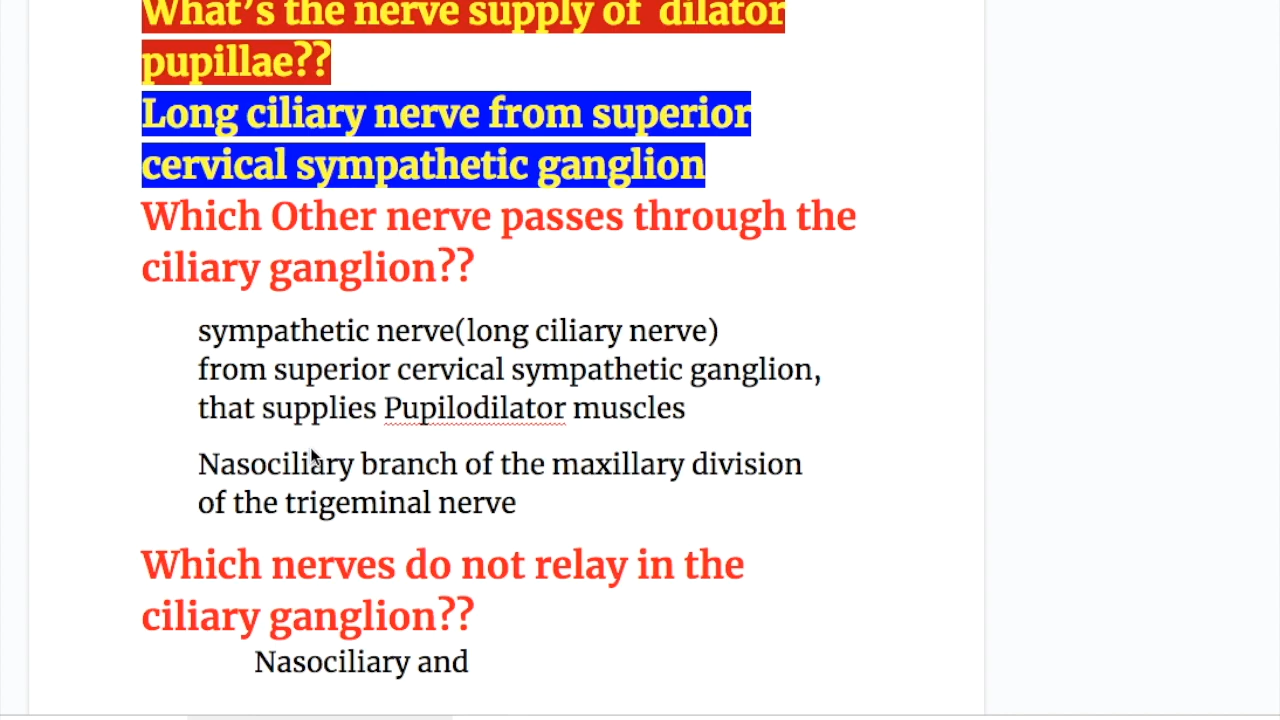 What's the nerve supply of dilator
pupillae??
Long ciliary nerve from superior
cervical sympathetic ganglion
Which Other nerve passes through the
ciliary ganglion??
sympathetic nerve(long ciliary nerve)
from superior cervical sympathetic ganglion,
that supplies Pupilodilator muscles
Nasociliary branch of the maxillary division
of the trigeminal nerve
Which nerves do not relay in the
ciliary ganglion??
Nasociliary and